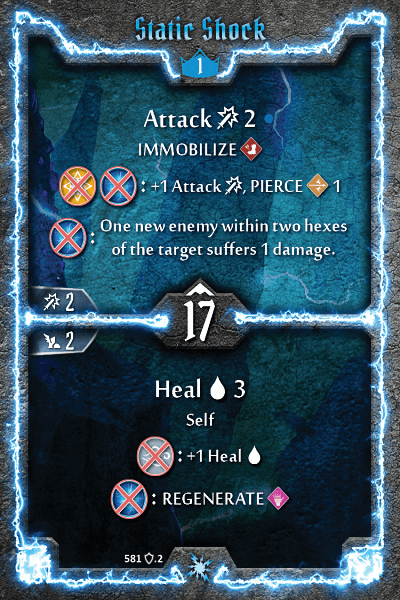 Static Shock
1
Attack 2
IMMOBILIZE
: +1 Attack , PIERCE 1
: One new enemy within two hexes
of the target suffers 1 damage.
2
17
2
Heal 3
Self
: +1 Heal
: REGENERATE
581 .2